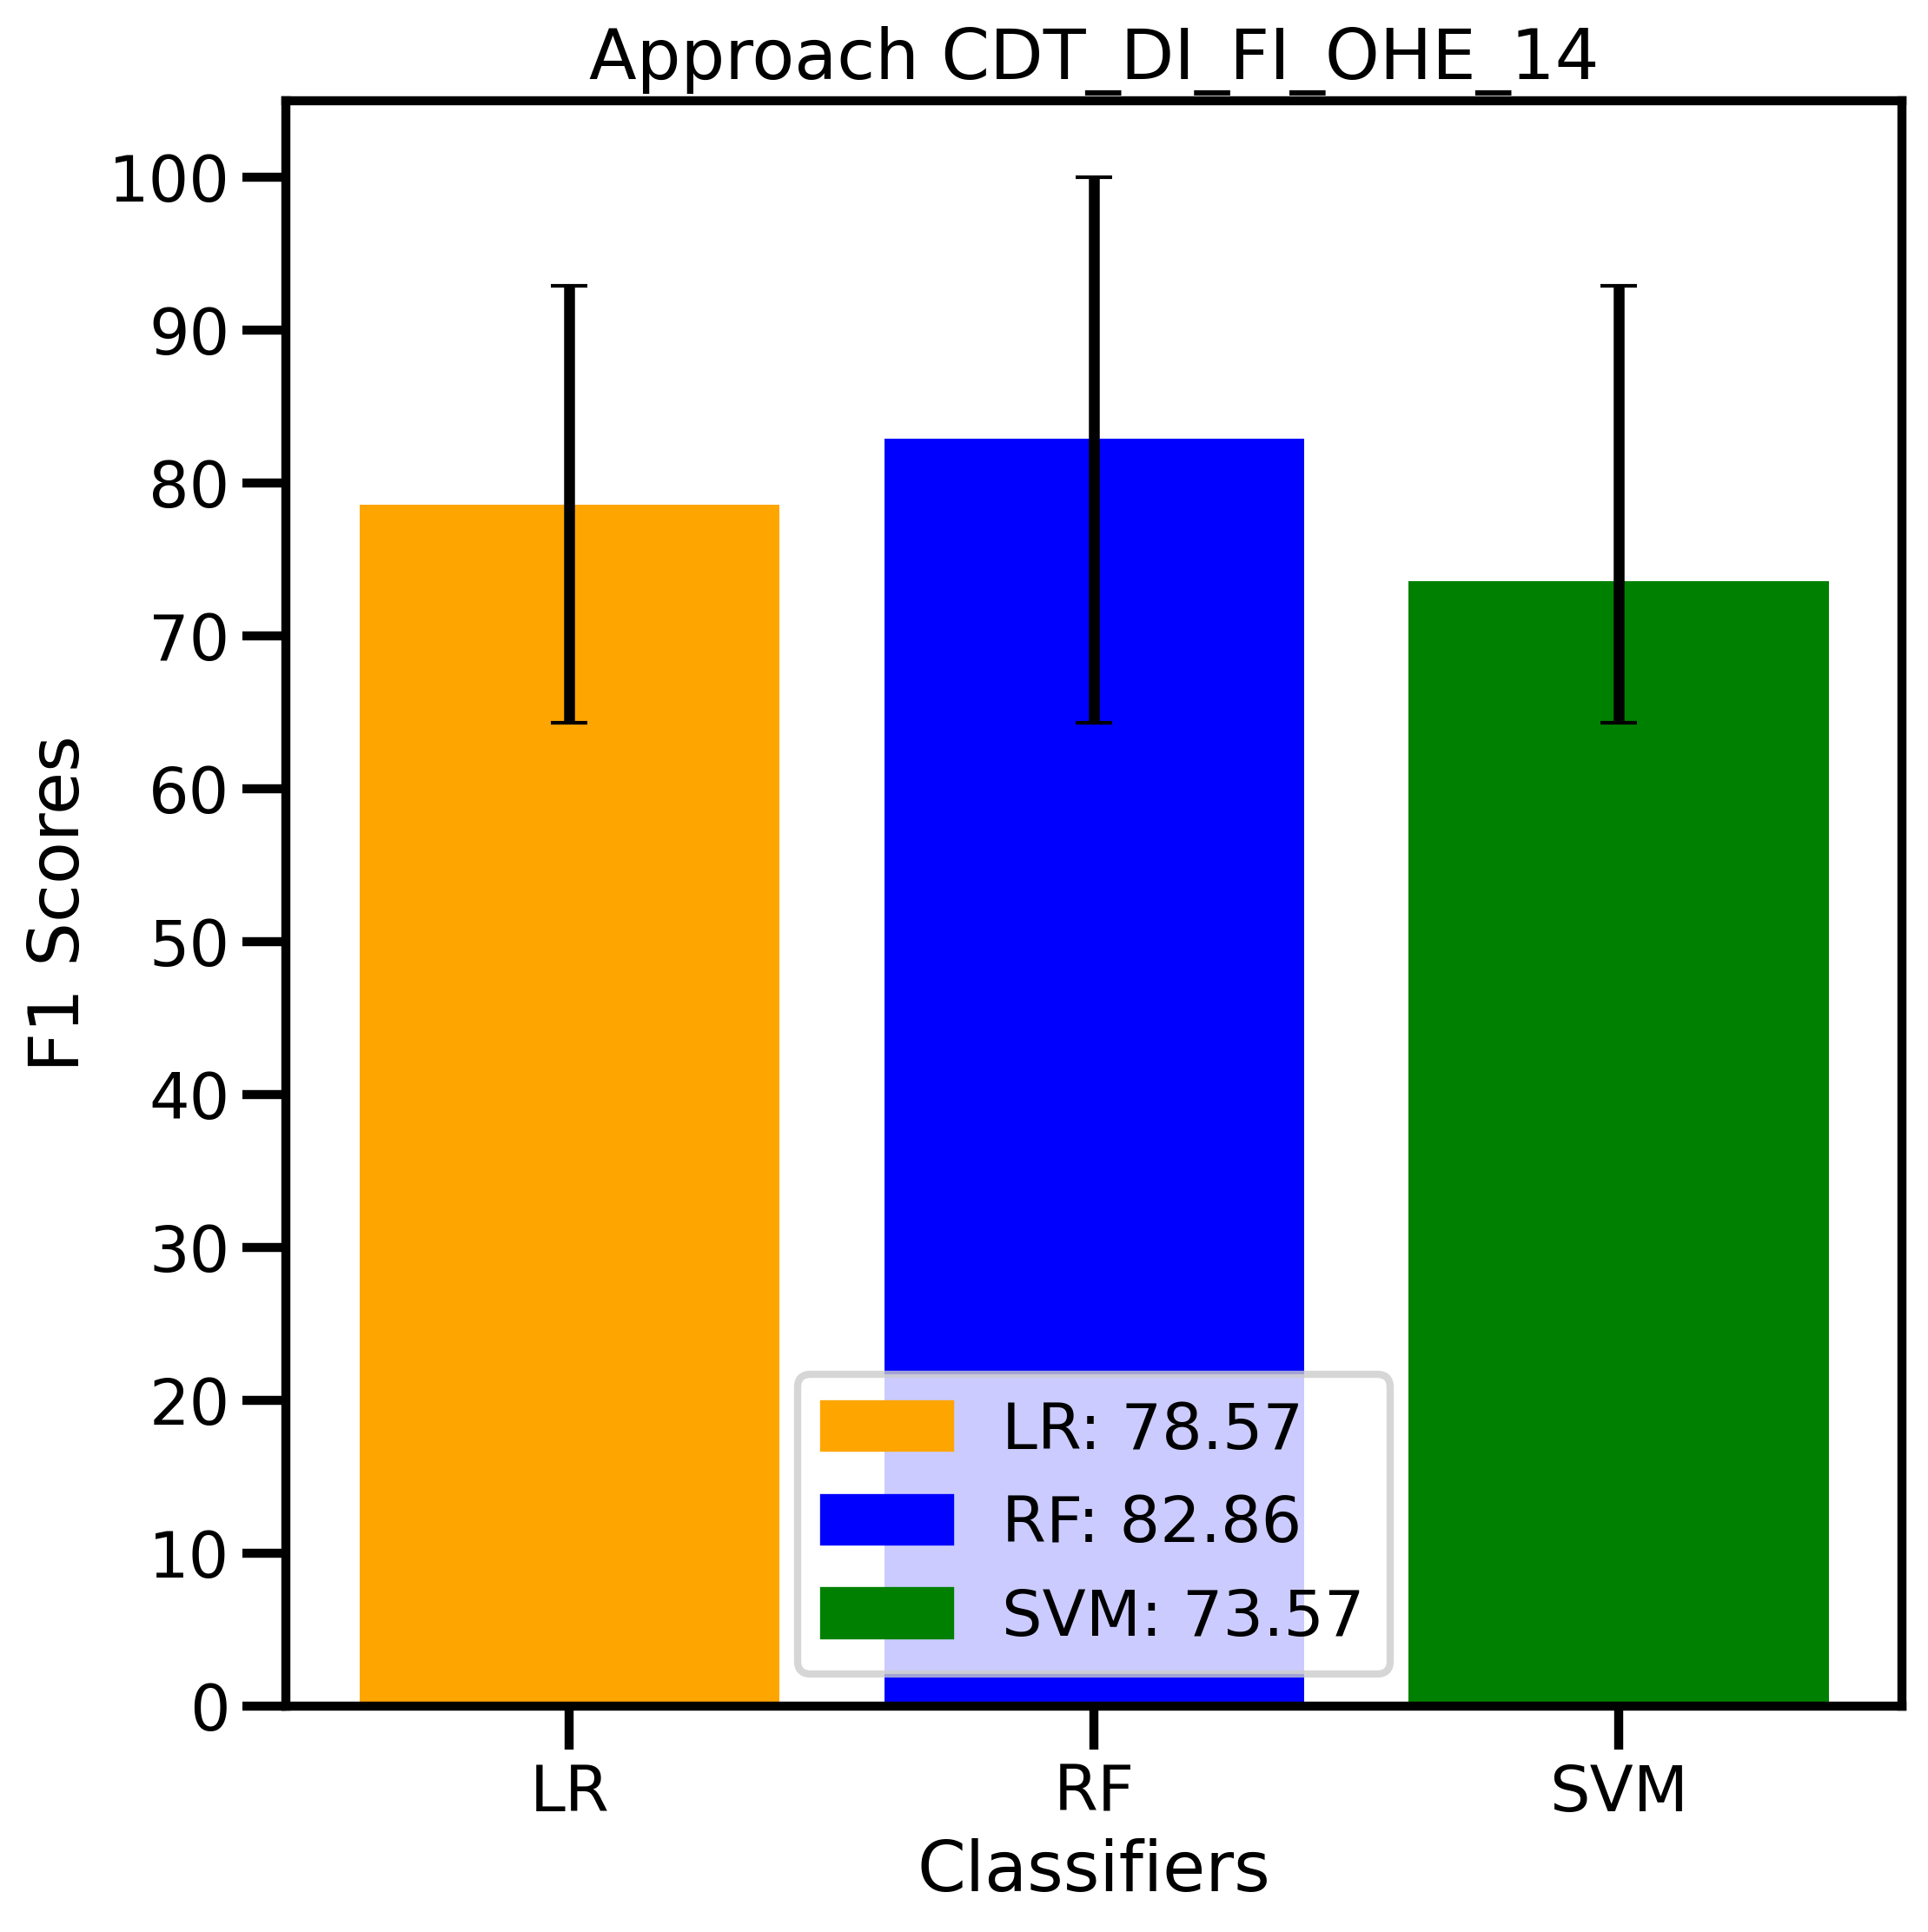 Approach CDT_DI_FI_OHE_14
100
90
80
70
60
50
40
30
20
10
0
F1 Scores
LR: 78.57
RF: 82.86
SVM: 73.57
LR
RF
SVM
Classifiers